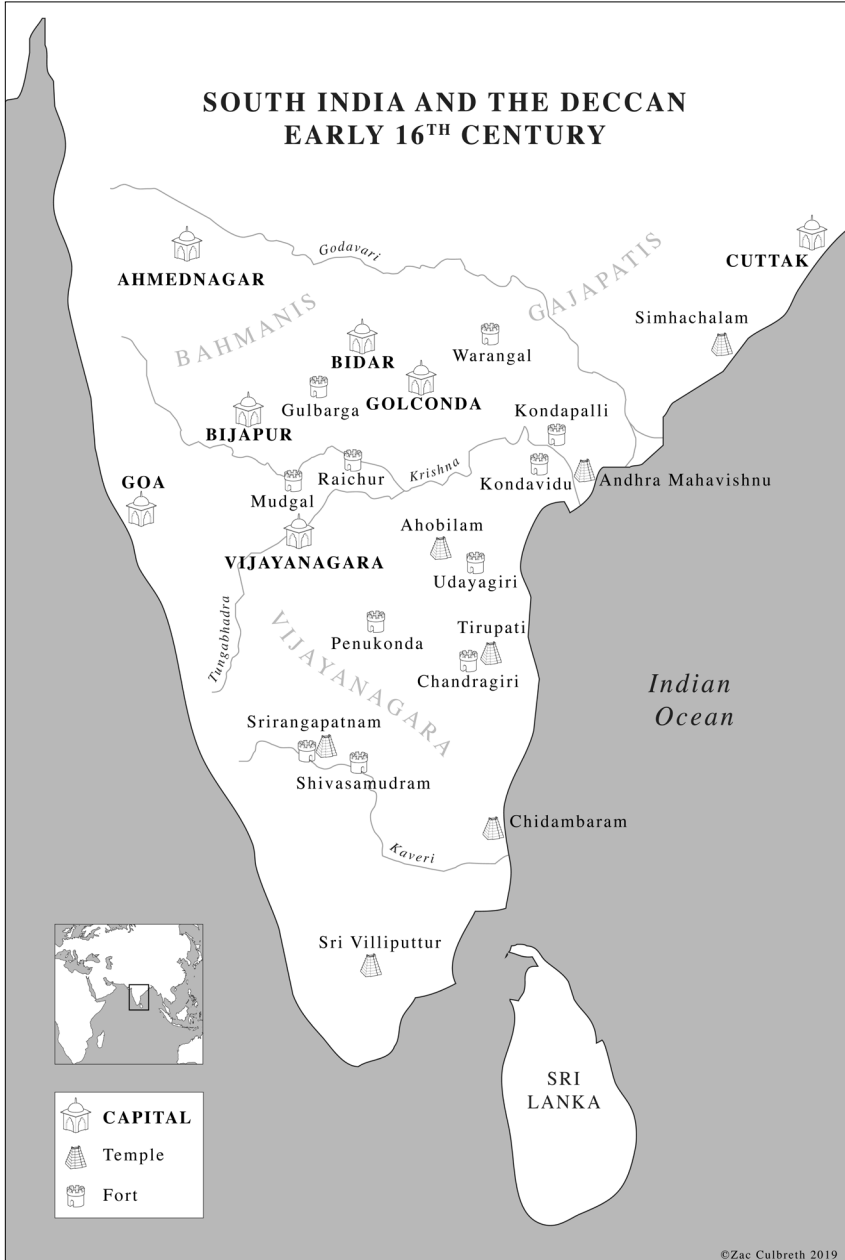 SOUTH INDIA AND THE DECCAN
EARLY 16TH CENTURY
Godavari
GAJAPATIS
CUTTAK
AHMEDNAGAR
BAHMANIS
Simhachalam
BIDAR
Warangal
Gulbarga
GOLCONDA
Kondapalli
BIJAPUR
Krishna
GOA
Raichur
Kondavidu
Andhra Mahavishnu
Mudgal
Ahobilam
VIJAYANAGARA
Udayagiri
Tungabhadra
VIJAYANAGARA
Penukonda
Tirupati
Chandragiri
Indian
Ocean
Srirangapatnam
Shivasamudram
Chidambaram
Kaveri
Sri Villiputtur
SRI
LANKA
CAPITAL
Temple
Fort
©Zac Culbreth 2019